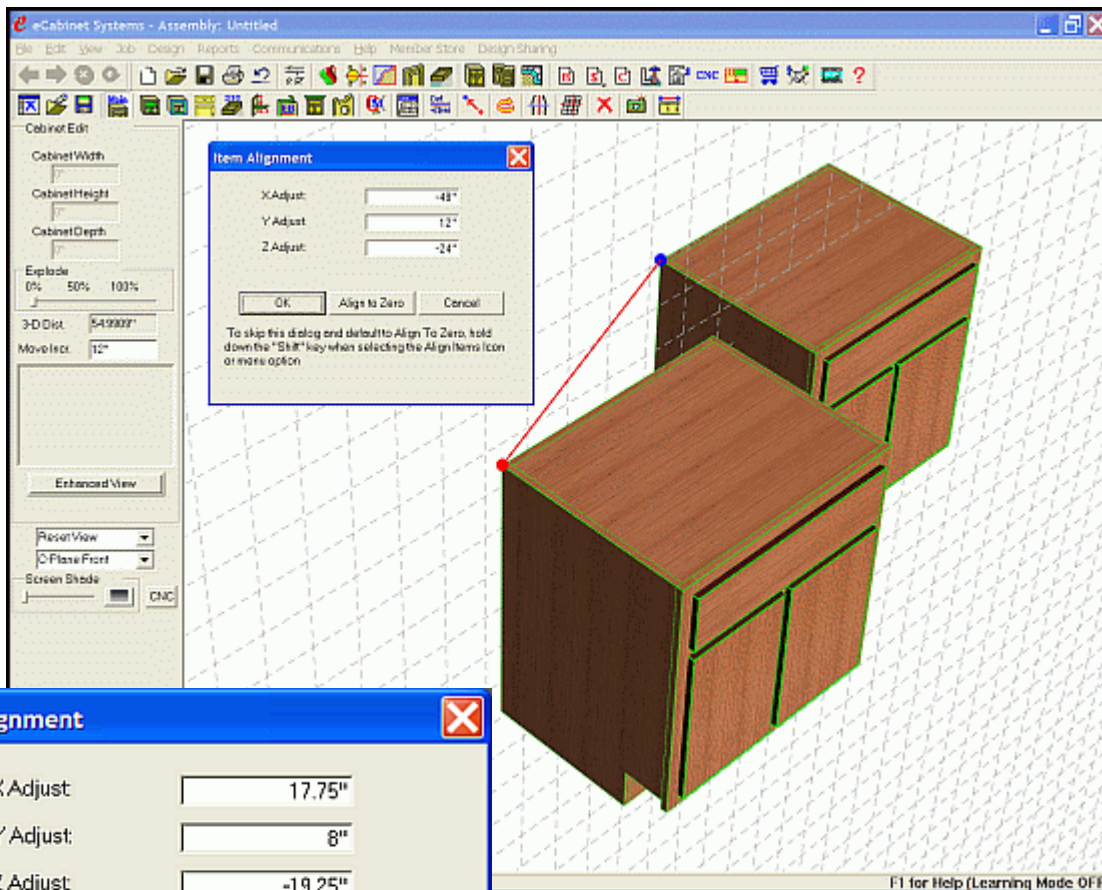 eCabinet Systems - Assembly: Untitled
File Edit View Job Design Reports Communications Help Member Store Design Sharing
CNC
Cabinet Edit
Cabinet Width
0"
Cabinet Height
0"
Cabinet Depth
0"
Explode
0% 50% 100%
3-D Dist. 54.9909"
Move Incr. 12"
Enhanced View
Reset View
C-Plane Front
Screen Shade
CNC
Item Alignment
X Adjust: -48"
Y Adjust: 12"
Z Adjust: -24"
OK Align to Zero Cancel
To skip this dialog and default to Align To Zero, hold
down the "Shift" key when selecting the Align Items Icon
or menu option
gnment
X Adjust: 17.75"
Y Adjust: 8"
Z Adjust: -19.25"
F1 for Help (Learning Mode OFF